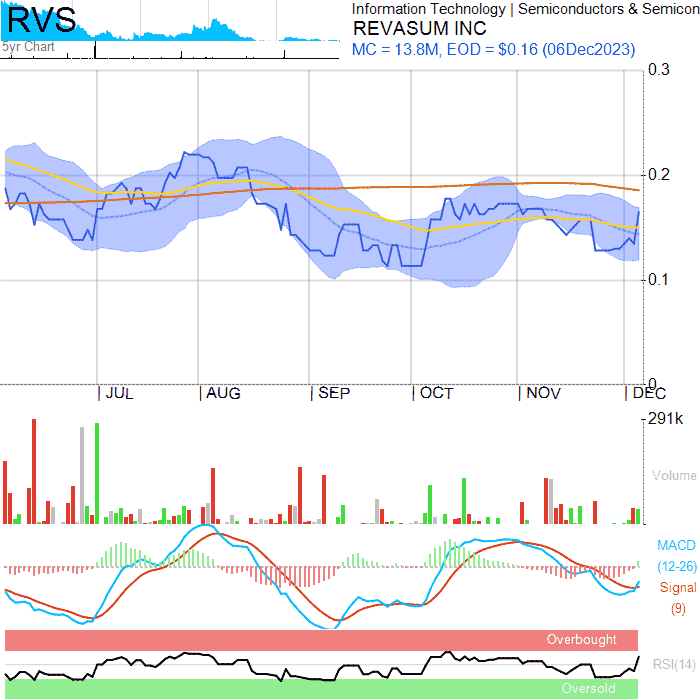 RVS
5yr Chart
Information Technology | Semiconductors & Semicon
REVASUM INC
MC = 13.8M, EOD = $0.16 (06Dec2023)
0.3
0.2
0.1
0
JUL AUG SEP OCT NOV DEC
291k
Volume
MACD
(12-26)
Signal
(9)
Overbought
RSI(14)
Oversold